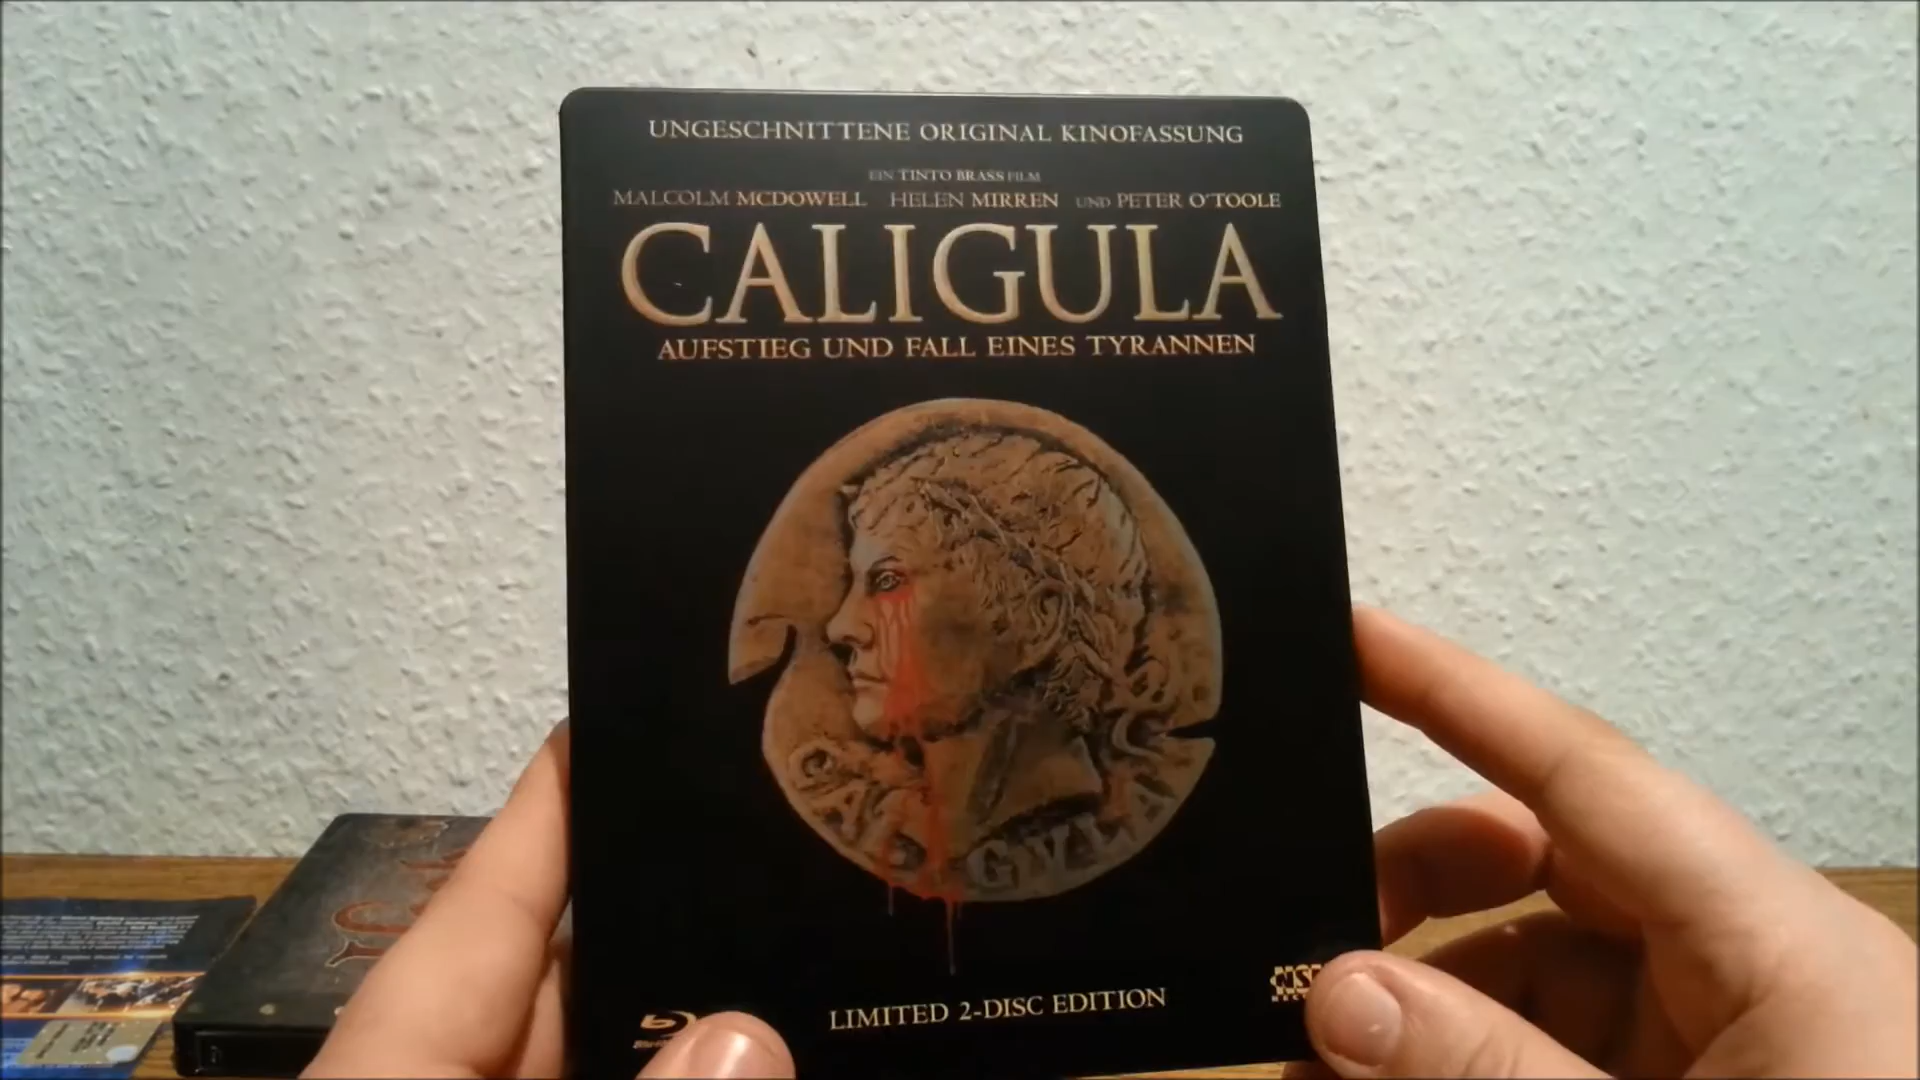 UNGESCHNITTENE ORIGINAL KINOFASSUNG
EIN TINTO BRASS FILM
MALCOLM MCDOWELL HELEN MIRREN UND PETER O'TOOLE
CALIGULA
AUFSTIEG UND FALL EINES TYRANNEN
GVLA
LIMITED 2-DISC EDITION